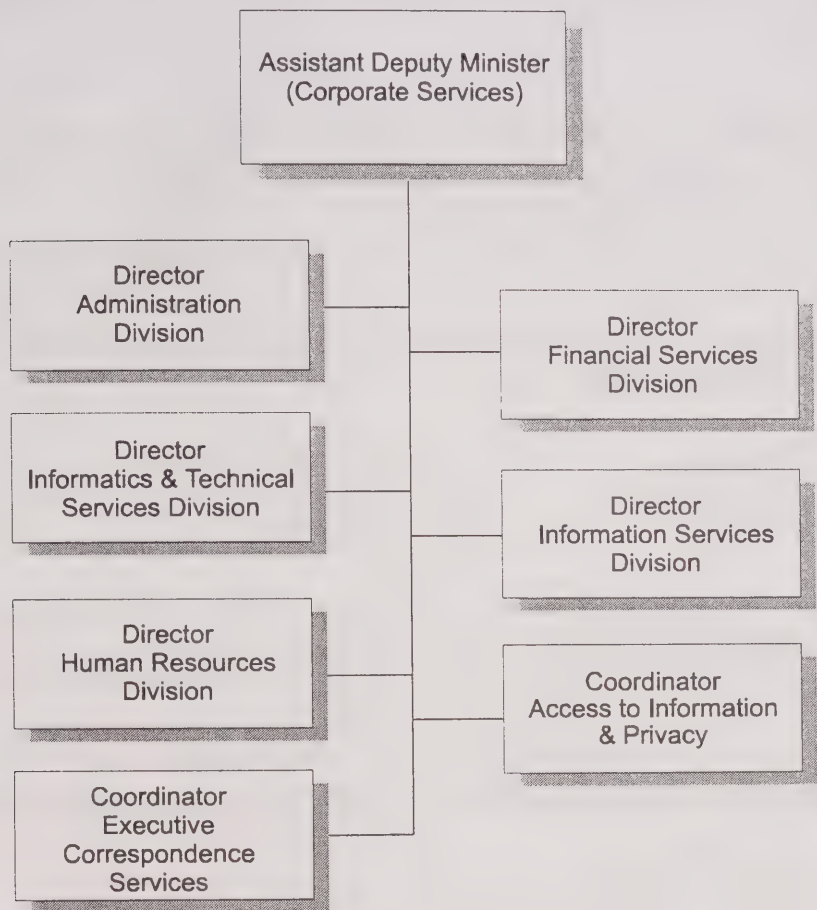 Assistant Deputy Minister
(Corporate Services)
Director
Administration
Division
Director
Financial Services
Division
Director
Informatics & Technical
Services Division
Director
Information Services
Division
Director
Human Resources
Division
Coordinator
Access to Information
& Privacy
Coordinator
Executive
Correspondence
Services